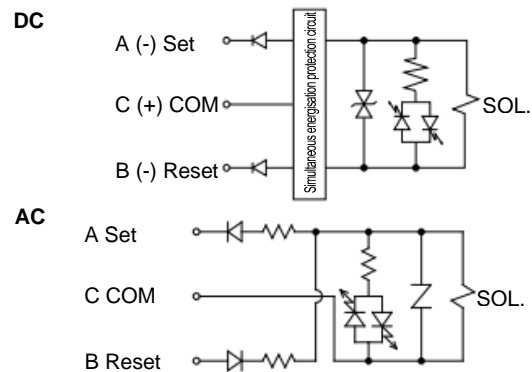 DC
A (-) Set
C (+) COM
B (-) Reset
Simultaneous energisation protection circuit
SOL.
AC
A Set
C COM
B Reset
SOL.